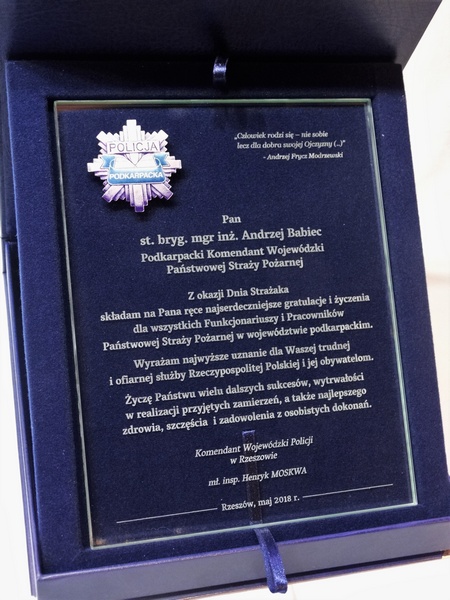 POLICJA
PODKARPACKA
„Człowiek rodzi się – nie sobie
lecz dla dobra swojej Ojczyzny (..)”
- Andrzej Frycz Modrzewski
Pan
st. bryg. mgr inż. Andrzej Babiec
Podkarpacki Komendant Wojewódzki
Państwowej Straży Pożarnej
Z okazji Dnia Strażaka
składam na Pana ręce najserdeczniejsze gratulacje i życzenia
dla wszystkich Funkcjonariuszy i Pracowników
Państwowej Straży Pożarnej w województwie podkarpackim.
Wyrażam najwyższe uznanie dla Waszej trudnej
i ofiarnej służby Rzeczypospolitej Polskiej i jej obywatelom.
Życzę Państwu wielu dalszych sukcesów, wytrwałości
w realizacji przyjętych zamierzeń, a także najlepszego
zdrowia, szczęścia i zadowolenia z osobistych dokonań.
Komendant Wojewódzki Policji
w Rzeszowie
mł. insp. Henryk MOSKWA
Rzeszów, maj 2018 r.